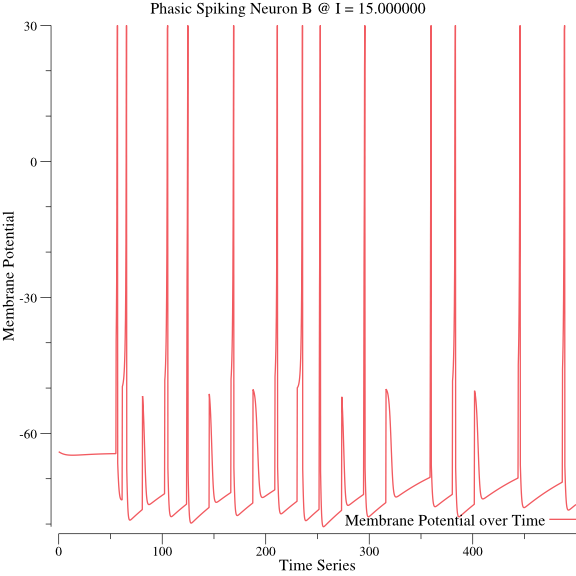 Phasic Spiking Neuron B @ I = 15.000000
30
0
-30
-60
Membrane Potential
Membrane Potential over Time
0
100
200
300
400
Time Series